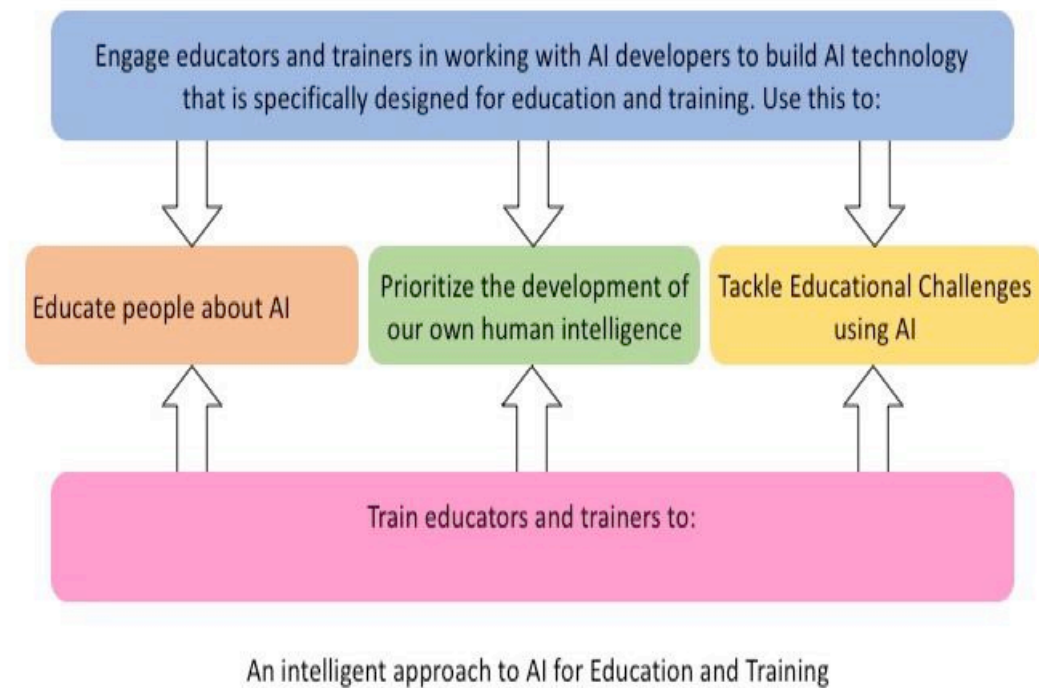 Engage educators and trainers in working with AI developers to build AI technology
that is specifically designed for education and training. Use this to:
Educate people about AI
Prioritize the development of
our own human intelligence
Tackle Educational Challenges
using AI
Train educators and trainers to:
An intelligent approach to AI for Education and Training